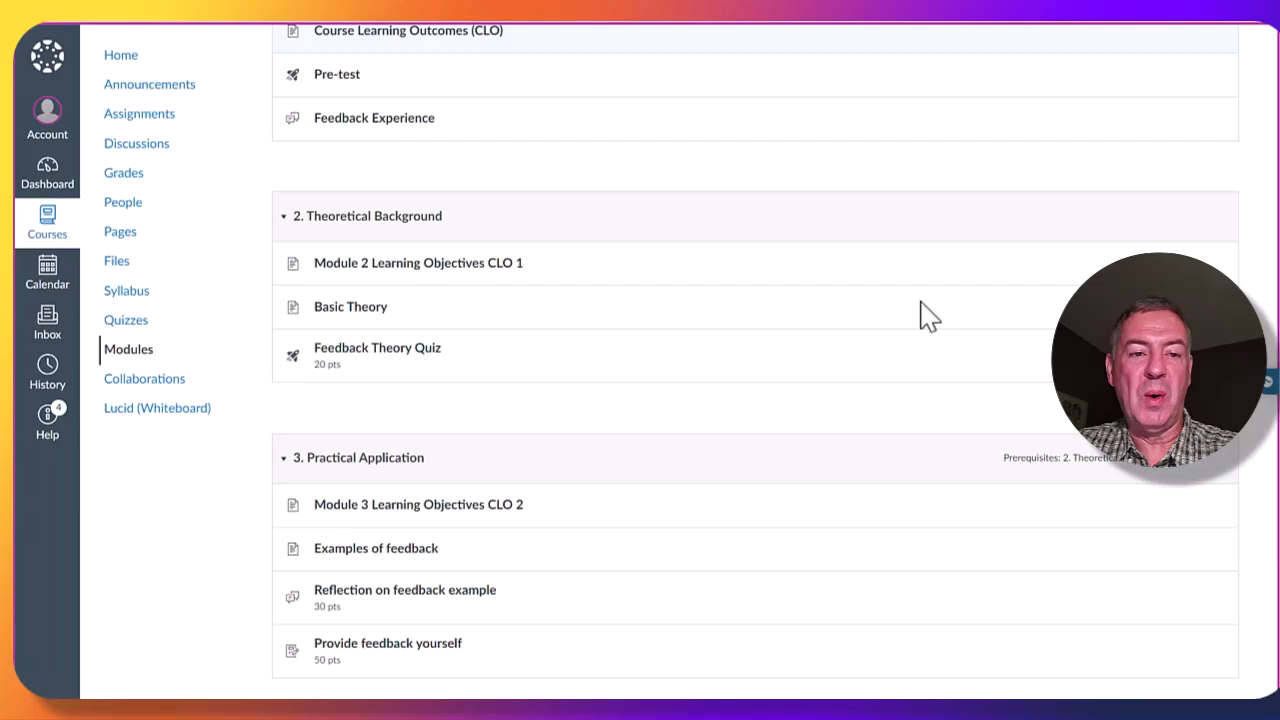 Account
Dashboard
Courses
Calendar
Inbox
History
4
Help
Home
Announcements
Assignments
Discussions
Grades
People
Pages
Files
Syllabus
Quizzes
Modules
Collaborations
Lucid (Whiteboard)
Course Learning Outcomes (CLO)
Pre-test
Feedback Experience
2. Theoretical Background
Module 2 Learning Objectives CLO 1
Basic Theory
Feedback Theory Quiz
20 pts
3. Practical Application
Prerequisites: 2.
Module 3 Learning Objectives CLO 2
Examples of feedback
Reflection on feedback example
30 pts
Provide feedback yourself
50 pts